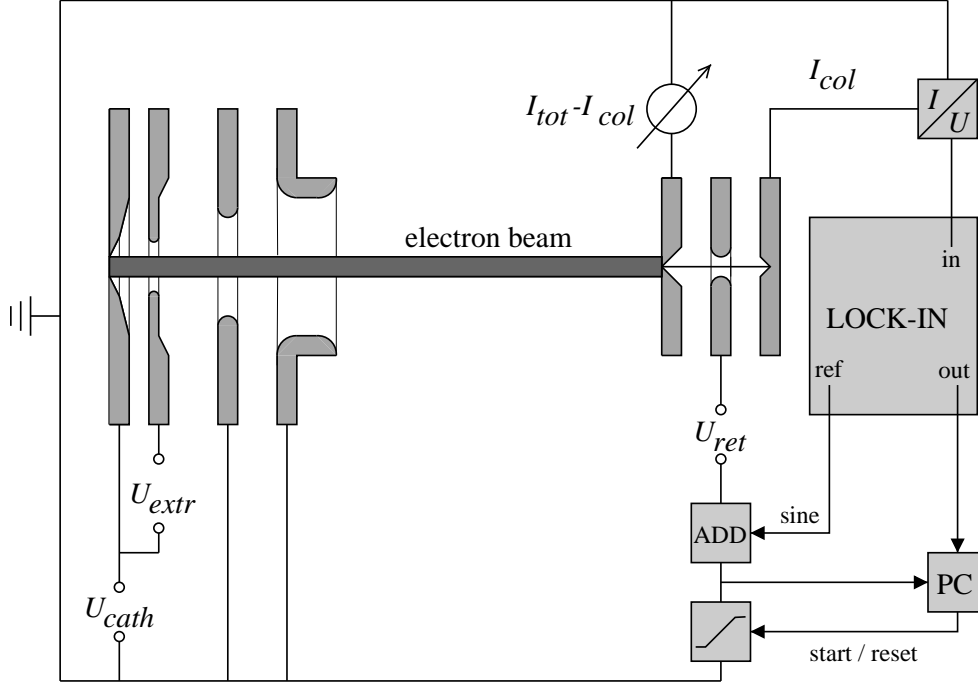 I_col
I_tot - I_col
I
U
electron beam
in
LOCK-IN
ref
out
U_ret
U_extr
sine
ADD
PC
U_cath
start / reset